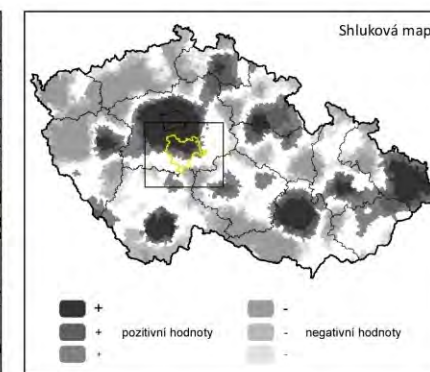 Shluková map
+ -
+ pozitivní hodnoty - negativní hodnoty
+ -